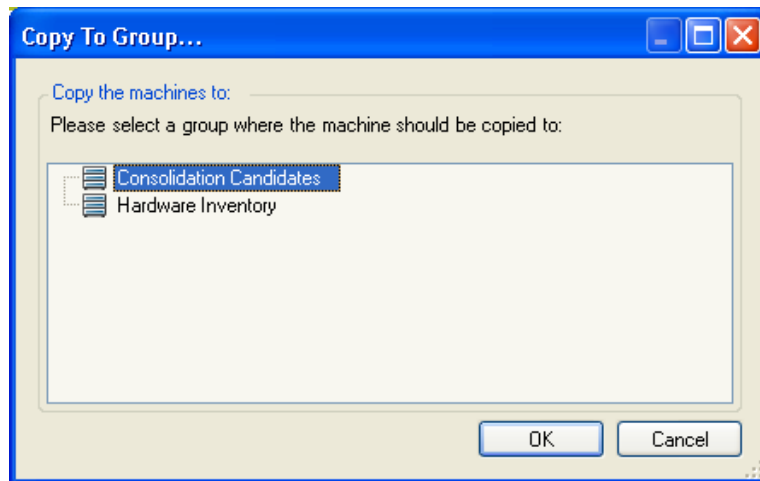 Copy To Group...
Copy the machines to:
Please select a group where the machine should be copied to:
Consolidation Candidates
Hardware Inventory
OK Cancel